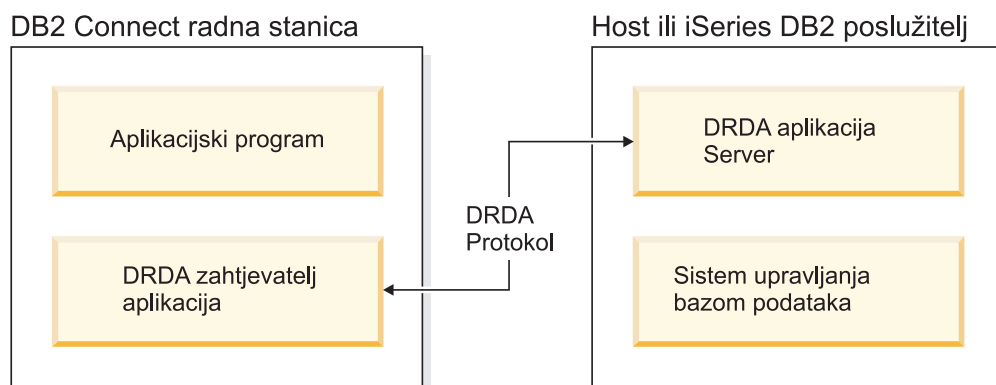 DB2 Connect radna stanica
Host ili iSeries DB2 poslužitelj
Aplikacijski program
DRDA aplikacija
Server
DRDA
Protokol
DRDA zahtjevatelj
aplikacija
Sistem upravljanja
bazom podataka